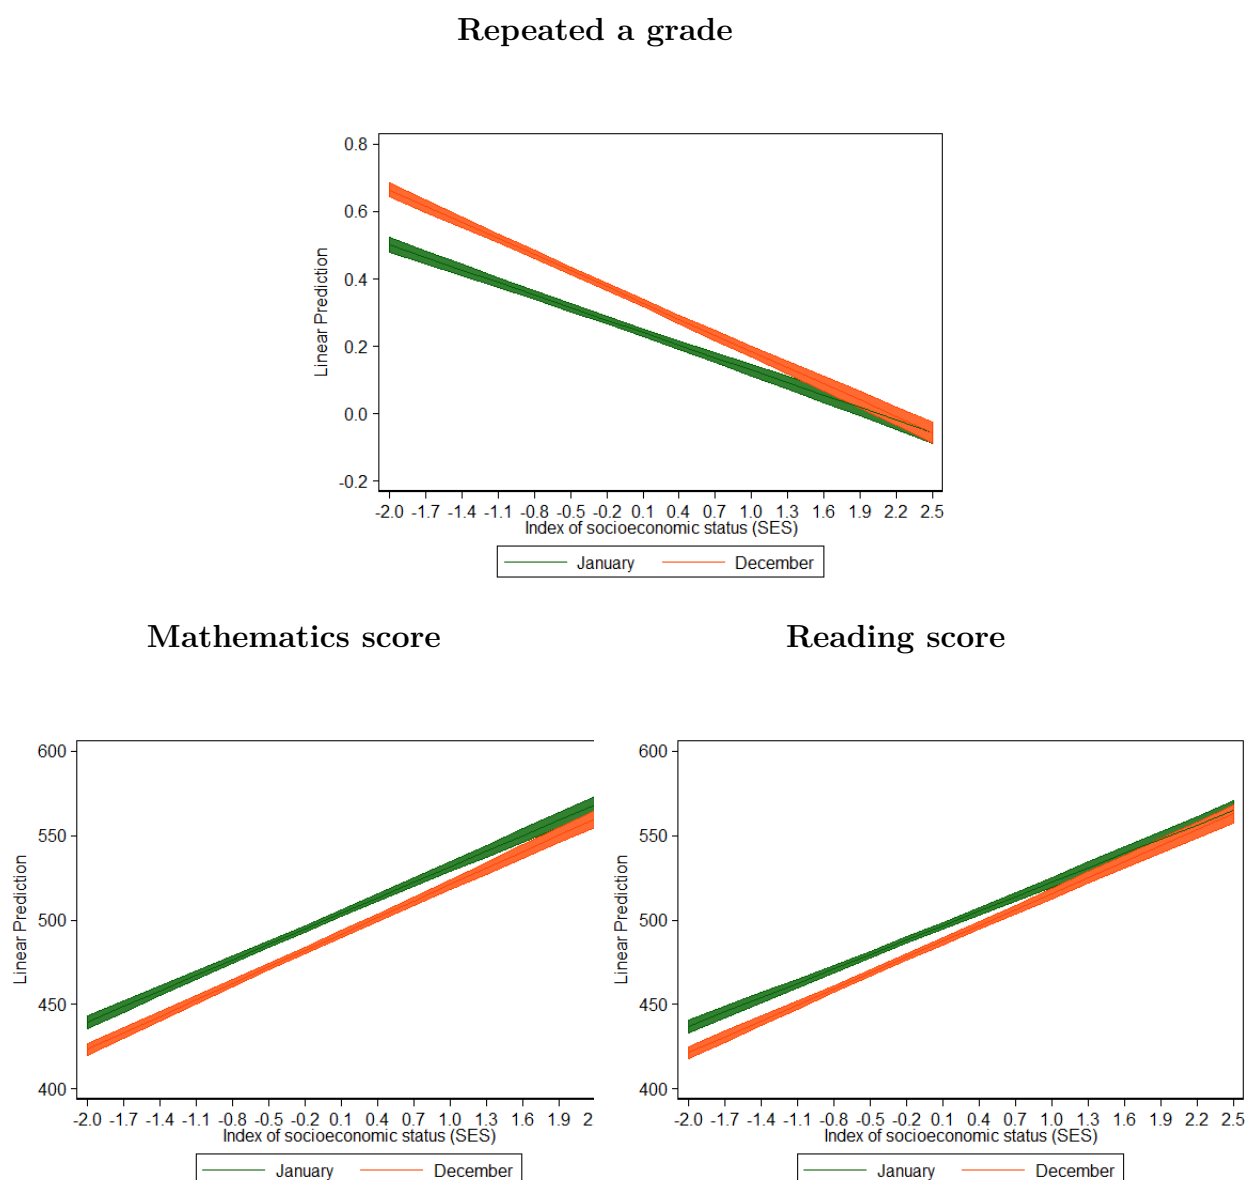 Repeated a grade
0.8
0.6
0.4
0.2
0.0
-0.2
Linear Prediction
-2.0 -1.7 -1.4 -1.1 -0.8 -0.5 -0.2 0.1 0.4 0.7 1.0 1.3 1.6 1.9 2.2 2.5
Index of socioeconomic status (SES)
January December
Mathematics score
600
550
500
450
400
Linear Prediction
-2.0 -1.7 -1.4 -1.1 -0.8 -0.5 -0.2 0.1 0.4 0.7 1.0 1.3 1.6 1.9 2
Index of socioeconomic status (SES)
January December
Reading score
600
550
500
450
400
Linear Prediction
-2.0 -1.7 -1.4 -1.1 -0.8 -0.5 -0.2 0.1 0.4 0.7 1.0 1.3 1.6 1.9 2.2 2.5
Index of socioeconomic status (SES)
January December